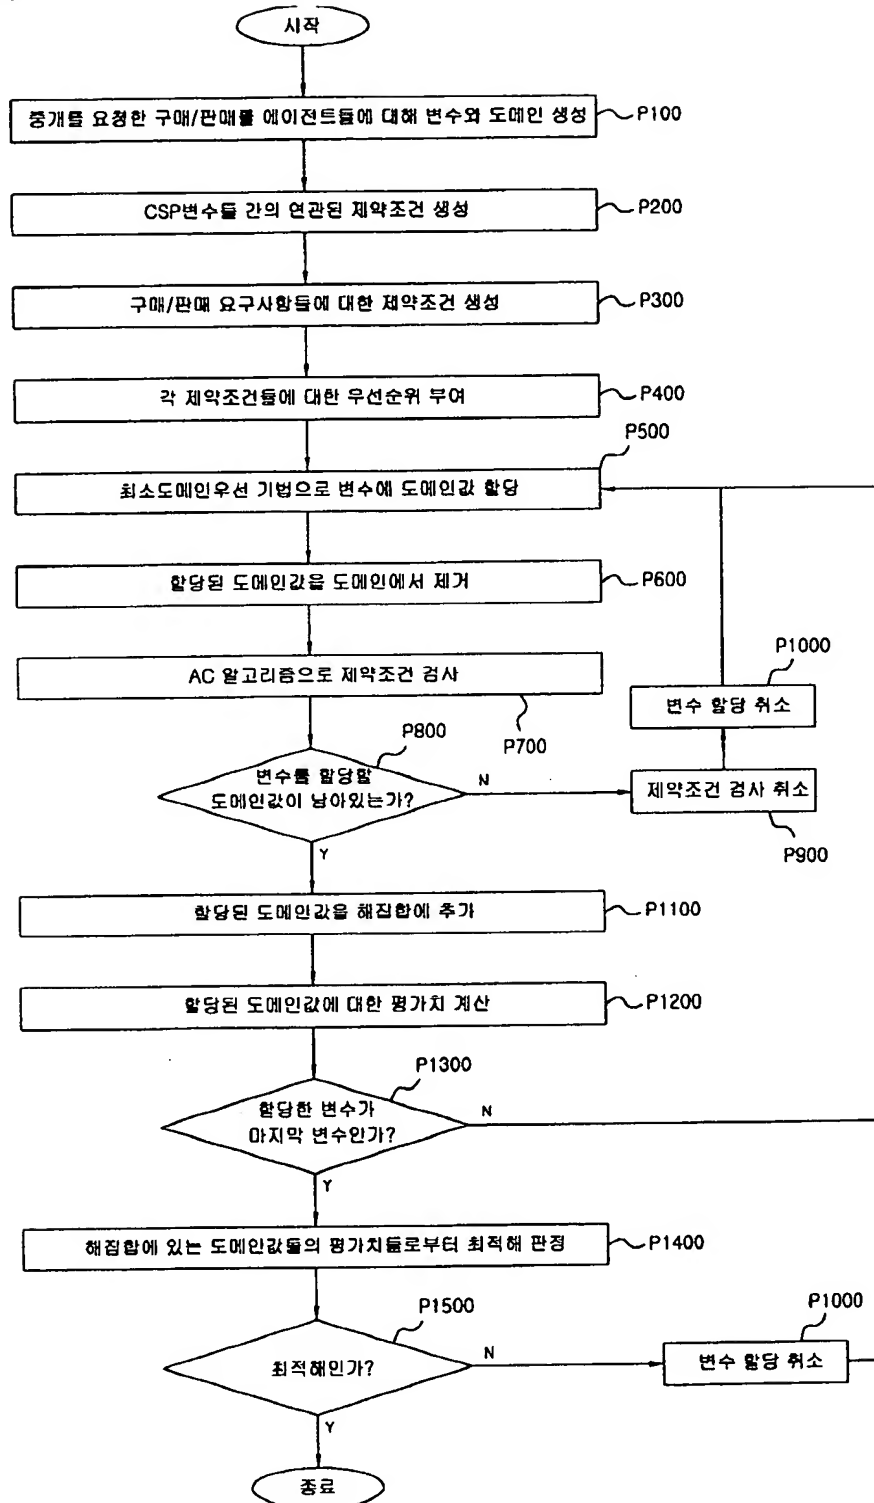 시작
중개를 요청한 구매/판매를 에이전트들에 대해 변수와 도메인 생성
P100
CSP변수들 간의 연관된 제약조건 생성
P200
구매/판매 요구사항들에 대한 제약조건 생성
P300
각 제약조건들에 대한 우선순위 부여
P400
P500
최소도메인우선 기법으로 변수에 도메인값 할당
할당된 도메인값을 도메인에서 제거
P600
AC 알고리즘으로 제약조건 검사
P700
P1000
변수 할당 취소
P800
변수를 할당할
도메인값이 남아있는가?
N
제약조건 검사 취소
P900
Y
할당된 도메인값을 해집합에 추가
P1100
할당된 도메인값에 대한 평가치 계산
P1200
P1300
할당한 변수가
마지막 변수인가?
N
Y
해집합에 있는 도메인값들의 평가치들로부터 최적해 판정
P1400
P1500
최적해인가?
N
P1000
변수 할당 취소
Y
종료